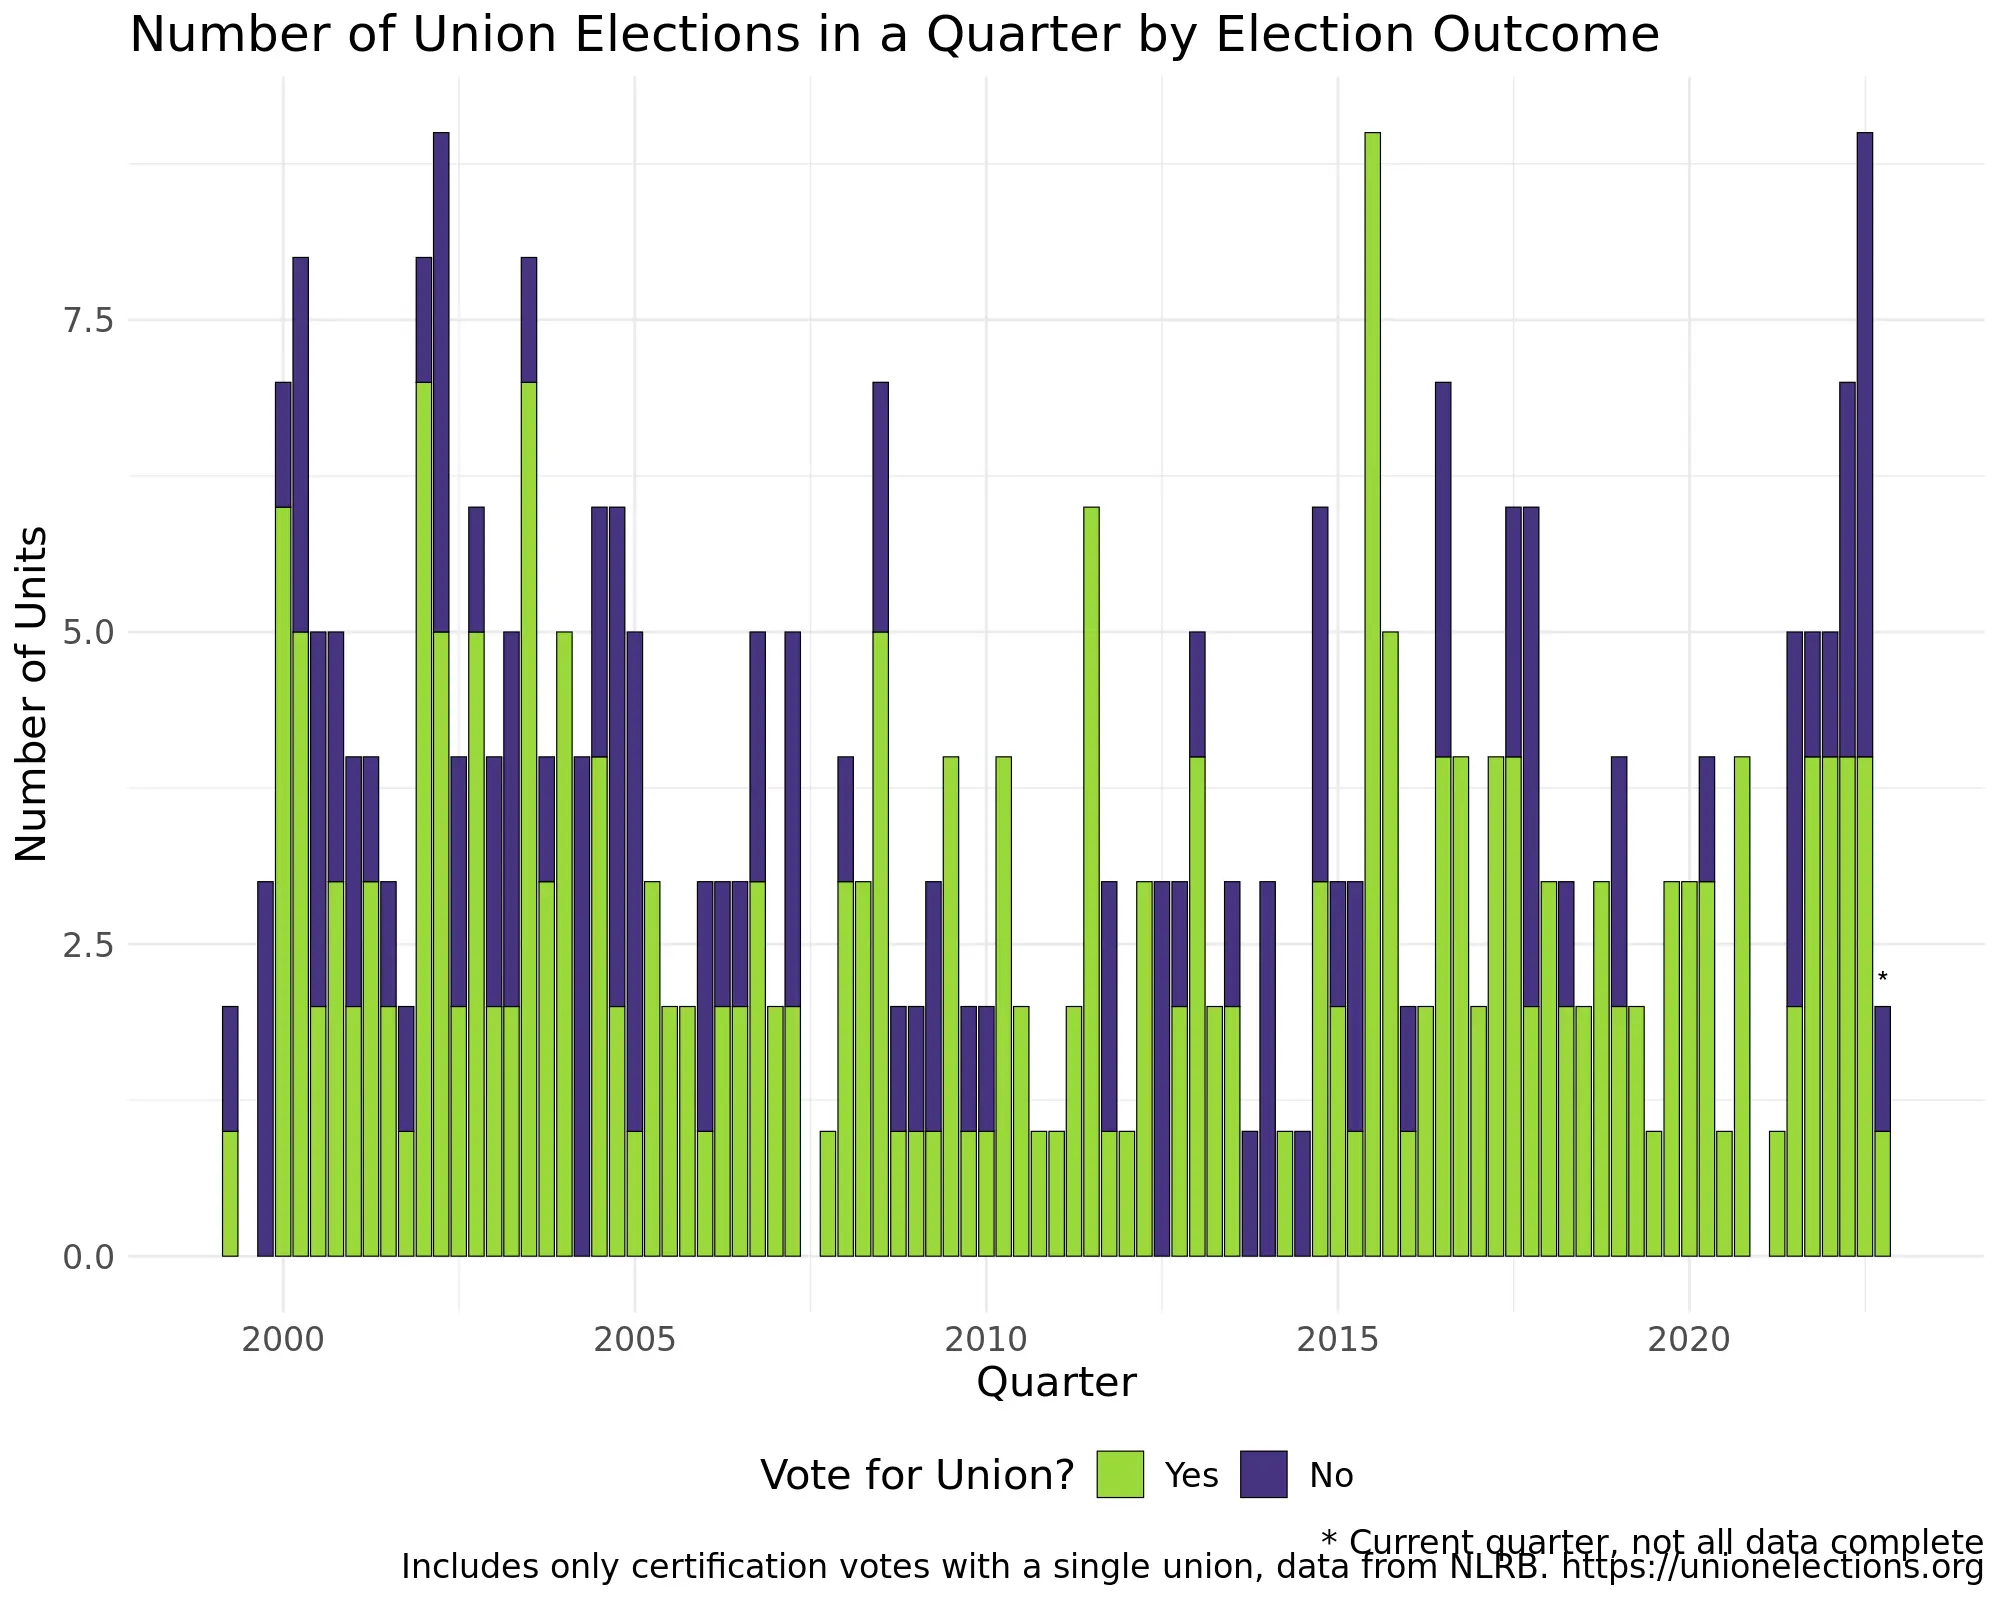 Number of Union Elections in a Quarter by Election Outcome
Number of Units
7.5
5.0
2.5
0.0
*
2000 2005 2010 2015 2020
Quarter
Vote for Union? Yes No
* Current quarter, not all data complete
Includes only certification votes with a single union, data from NLRB. https://unionelections.org